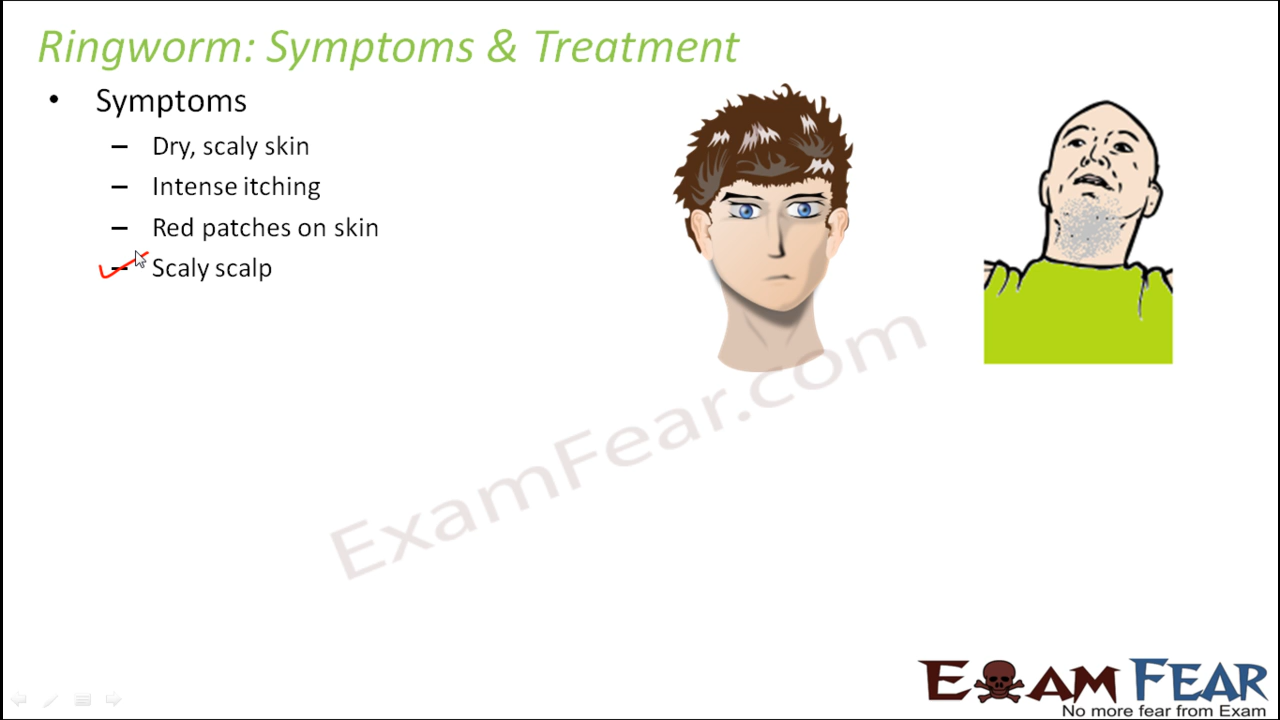 Ringworm: Symptoms & Treatment
• Symptoms
– Dry, scaly skin
– Intense itching
– Red patches on skin
– Scaly scalp
ExamFear.com
EXAM FEAR
No more fear from Exam